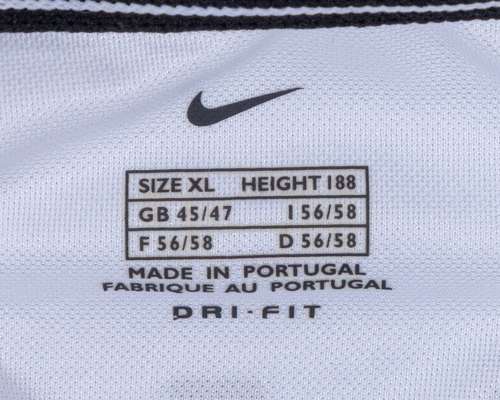 SIZE XL HEIGHT 188
GB 45/47 I 56/58
F 56/58 D 56/58
MADE IN PORTUGAL
FABRIQUE AU PORTUGAL
DRI-FIT